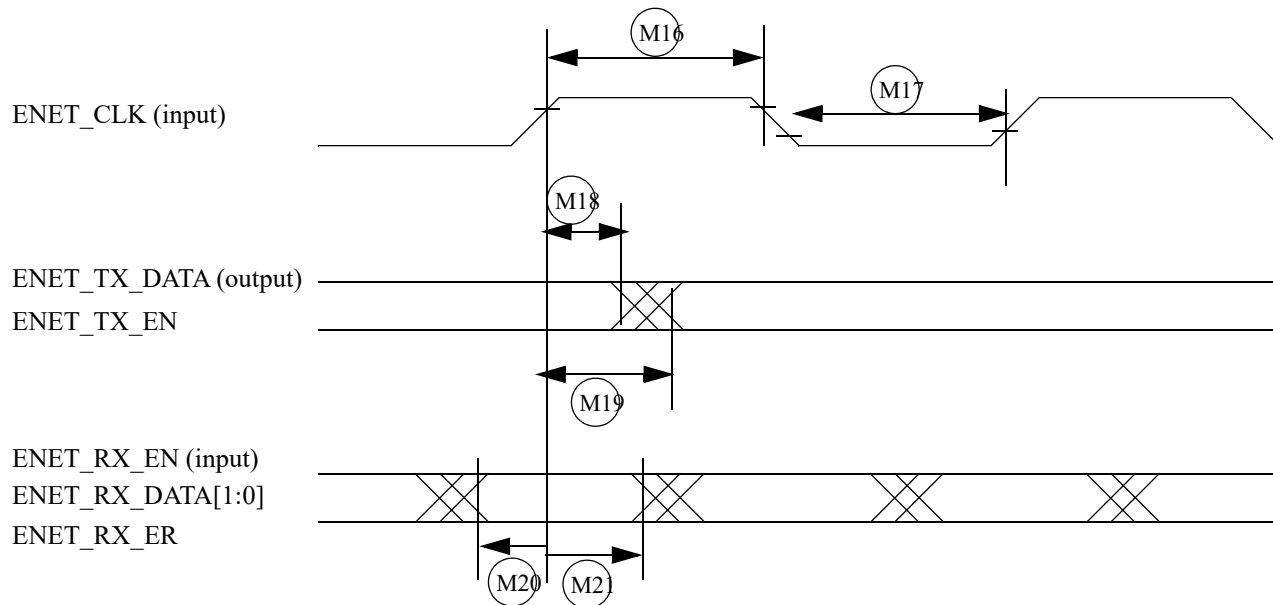 M16
M17
ENET_CLK (input)
M18
ENET_TX_DATA (output)
ENET_TX_EN
M19
ENET_RX_EN (input)
ENET_RX_DATA[1:0]
ENET_RX_ER
M20
M21